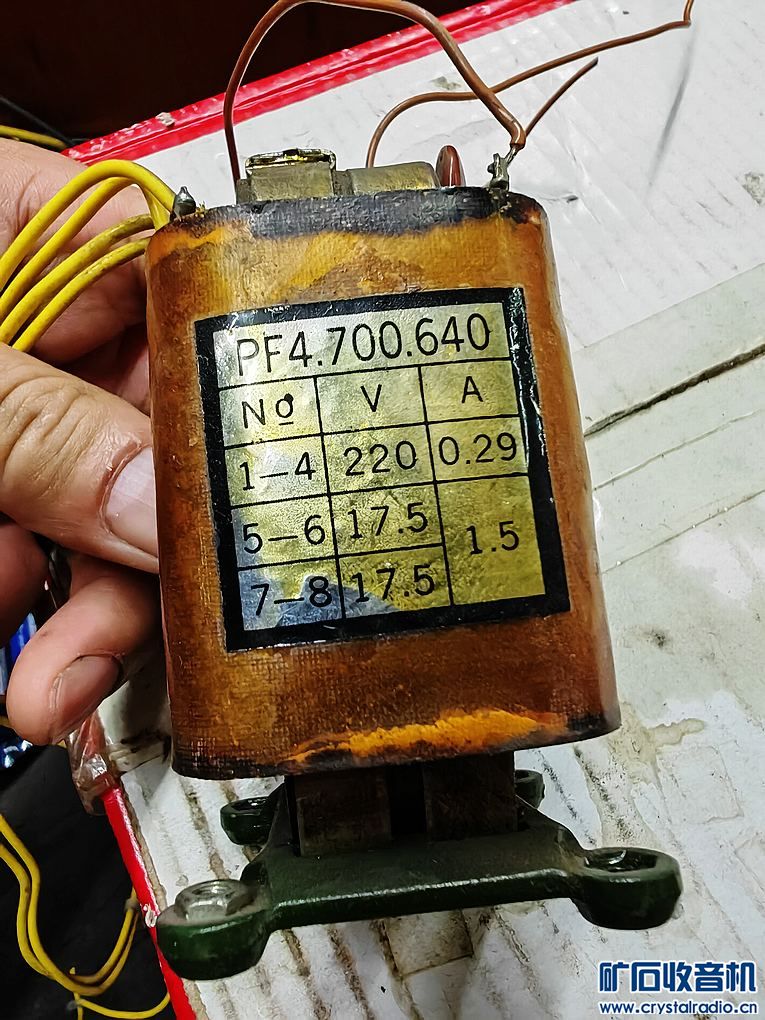 PF4.700.640
Nº V A
1—4 220 0.29
5—6 17.5 1.5
7—8 17.5
矿石收音机
www.crystalradio.cn